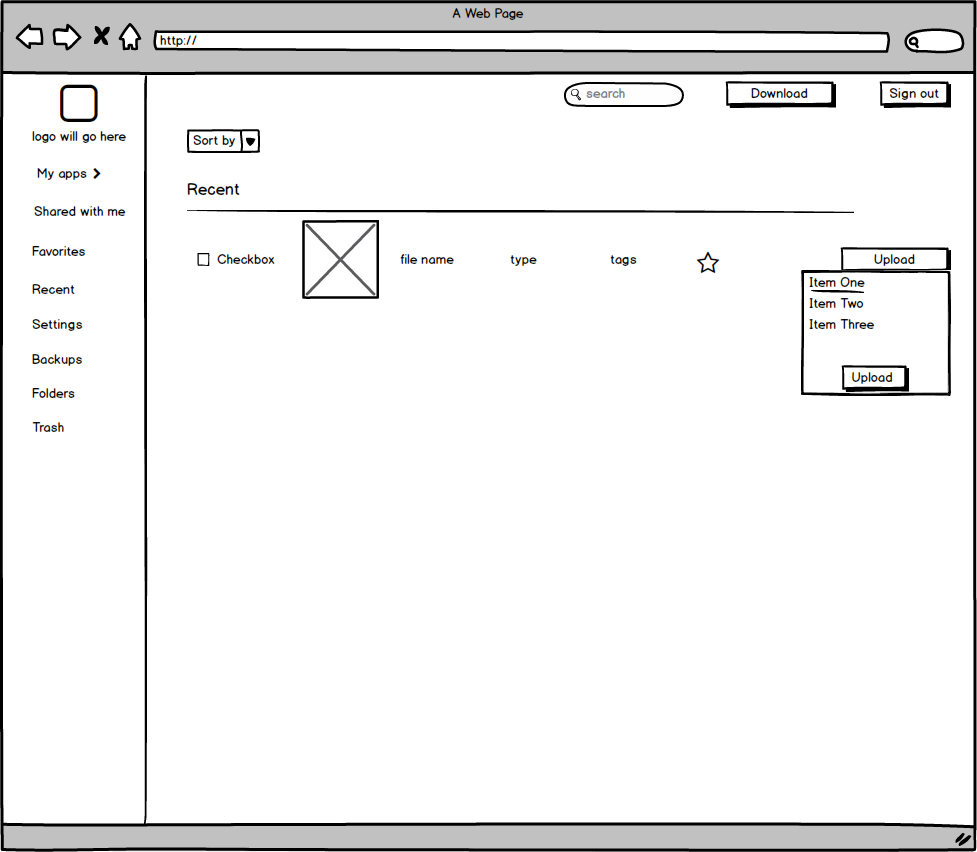 A Web Page
http://
search
Download
Sign out
logo will go here
Sort by
My apps
Recent
Shared with me
Favorites
Checkbox
file name
type
tags
Upload
Item One
Item Two
Item Three
Upload
Recent
Settings
Backups
Folders
Trash